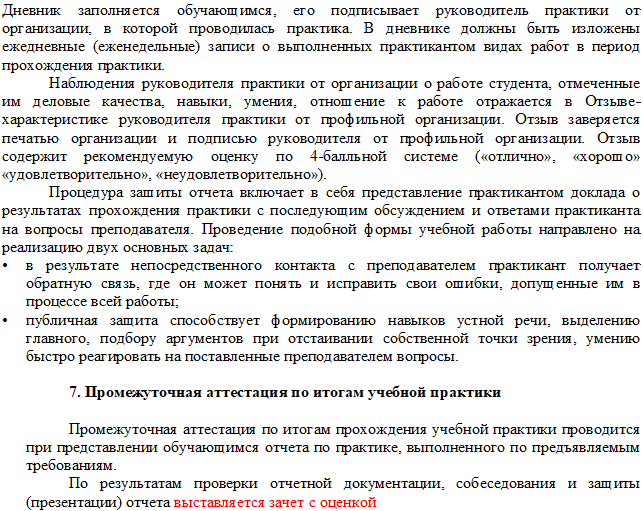 Дневник заполняется обучающимся, его подписывает руководитель практики от
организации, в которой проводилась практика. В дневнике должны быть изложены
ежедневные (еженедельные) записи о выполненных практикантом видах работ в период
прохождения практики.
Наблюдения руководителя практики от организации о работе студента, отмеченные
им деловые качества, навыки, умения, отношение к работе отражается в Отзыве-
характеристике руководителя практики от профильной организации. Отзыв заверяется
печатью организации и подписью руководителя от профильной организации. Отзыв
содержит рекомендуемую оценку по 4-балльной системе («отлично», «хорошо»
«удовлетворительно», «неудовлетворительно»).
Процедура защиты отчета включает в себя представление практикантом доклада о
результатах прохождения практики с последующим обсуждением и ответами практиканта
на вопросы преподавателя. Проведение подобной формы учебной работы направлено на
реализацию двух основных задач:
• в результате непосредственного контакта с преподавателем практикант получает
обратную связь, где он может понять и исправить свои ошибки, допущенные им в
процессе всей работы;
• публичная защита способствует формированию навыков устной речи, выделению
главного, подбору аргументов при отстаивании собственной точки зрения, умению
быстро реагировать на поставленные преподавателем вопросы.
7. Промежуточная аттестация по итогам учебной практики
Промежуточная аттестация по итогам прохождения учебной практики проводится
при представлении обучающимся отчета по практике, выполненного по предъявляемым
требованиям.
По результатам проверки отчетной документации, собеседования и защиты
(презентации) отчета выставляется зачет с оценкой